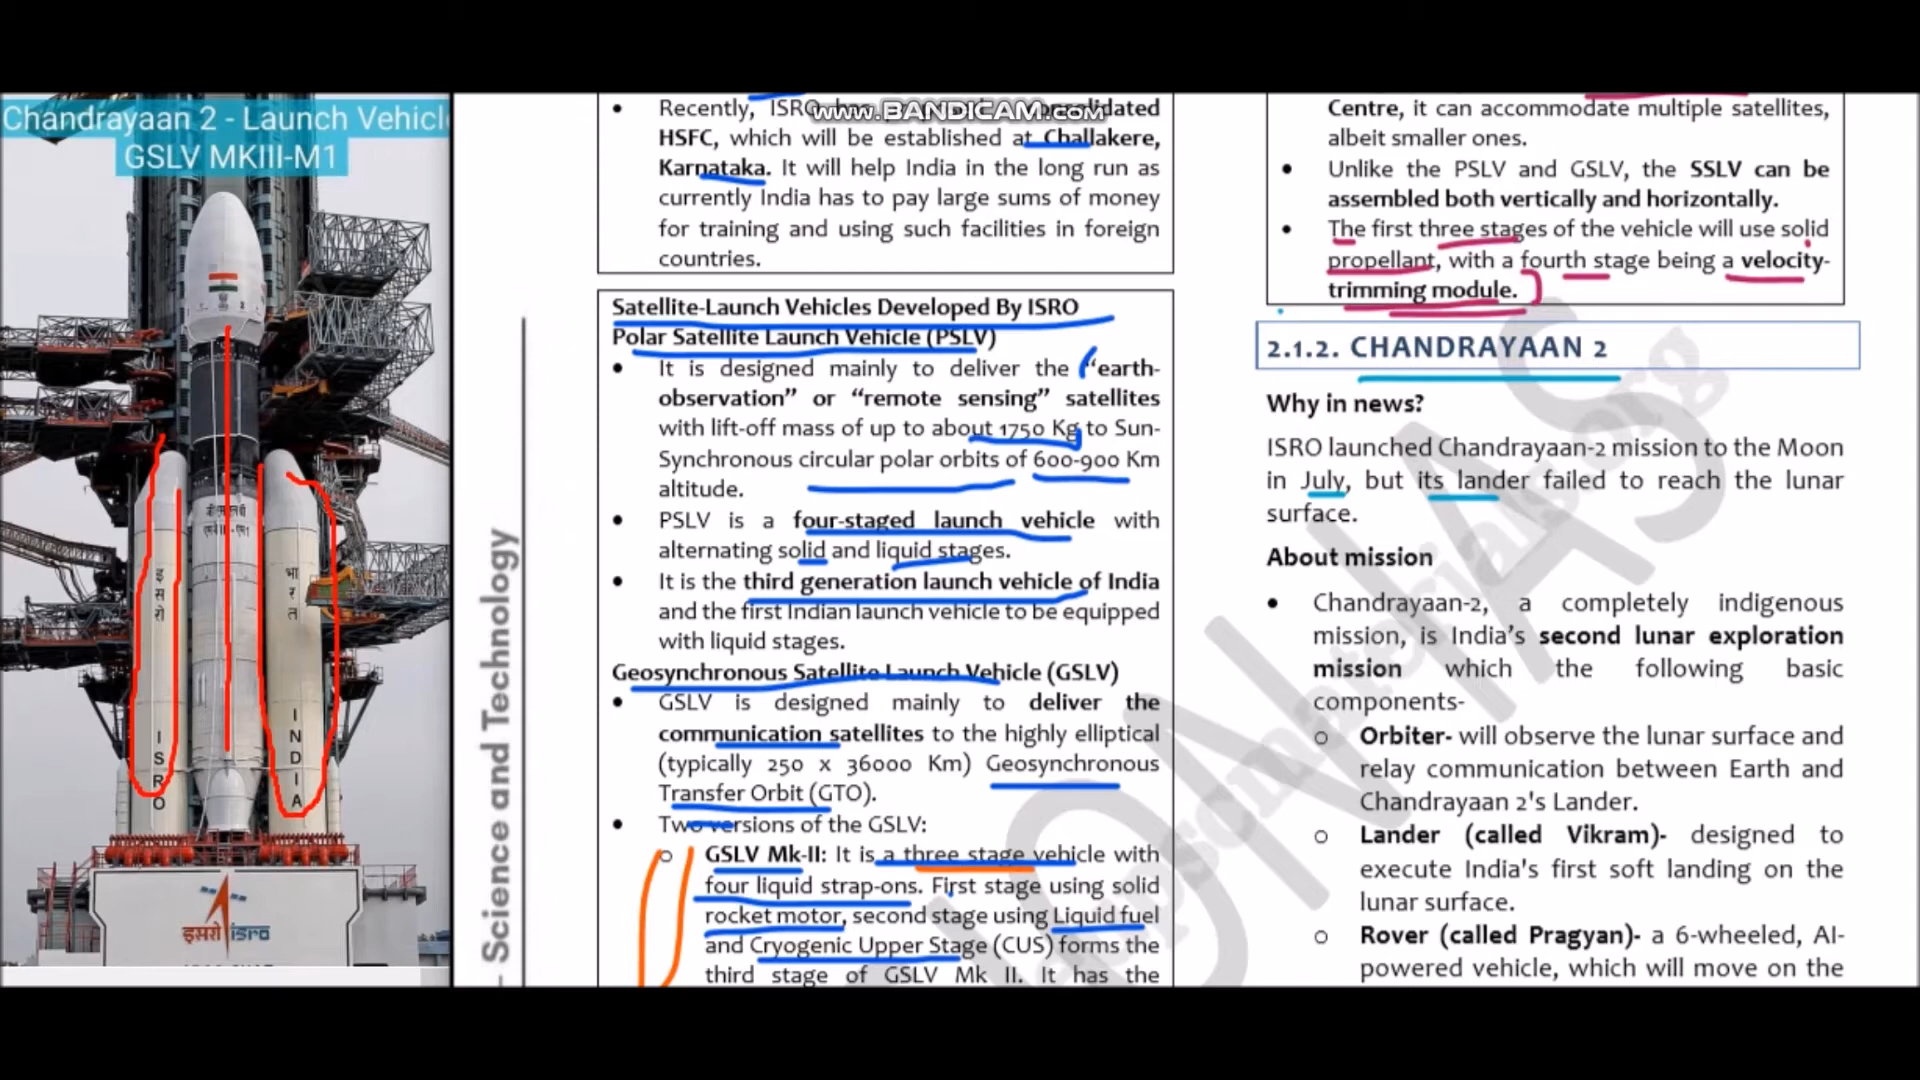 Chandrayaan 2 - Launch Vehicl
GSLV MKIII-M1
जी एस एल वी
एम के III - एम1
इसरो
भारत
ISRO
INDIA
इसरो isro
– Science and Technology
www.BANDICAM.com
• Recently, ISRO
HSFC, which will be established at Challakere,
Karnataka. It will help India in the long run as
currently India has to pay large sums of money
for training and using such facilities in foreign
countries.
Satellite-Launch Vehicles Developed By ISRO
Polar Satellite Launch Vehicle (PSLV)
• It is designed mainly to deliver the “earth-
observation” or “remote sensing” satellites
with lift-off mass of up to about 1750 Kg to Sun-
Synchronous circular polar orbits of 600-900 Km
altitude.
• PSLV is a four-staged launch vehicle with
alternating solid and liquid stages.
• It is the third generation launch vehicle of India
and the first Indian launch vehicle to be equipped
with liquid stages.
Geosynchronous Satellite Launch Vehicle (GSLV)
• GSLV is designed mainly to deliver the
communication satellites to the highly elliptical
(typically 250 x 36000 Km) Geosynchronous
Transfer Orbit (GTO).
• Two versions of the GSLV:
o GSLV Mk-II: It is a three stage vehicle with
four liquid strap-ons. First stage using solid
rocket motor, second stage using Liquid fuel
and Cryogenic Upper Stage (CUS) forms the
third stage of GSLV Mk II. It has the
Centre, it can accommodate multiple satellites,
albeit smaller ones.
• Unlike the PSLV and GSLV, the SSLV can be
assembled both vertically and horizontally.
• The first three stages of the vehicle will use solid
propellant, with a fourth stage being a velocity-
trimming module.
2.1.2. CHANDRAYAAN 2
Why in news?
ISRO launched Chandrayaan-2 mission to the Moon
in July, but its lander failed to reach the lunar
surface.
About mission
• Chandrayaan-2, a completely indigenous
mission, is India’s second lunar exploration
mission which the following basic
components-
o Orbiter- will observe the lunar surface and
relay communication between Earth and
Chandrayaan 2's Lander.
o Lander (called Vikram)- designed to
execute India's first soft landing on the
lunar surface.
o Rover (called Pragyan)- a 6-wheeled, AI-
powered vehicle, which will move on the